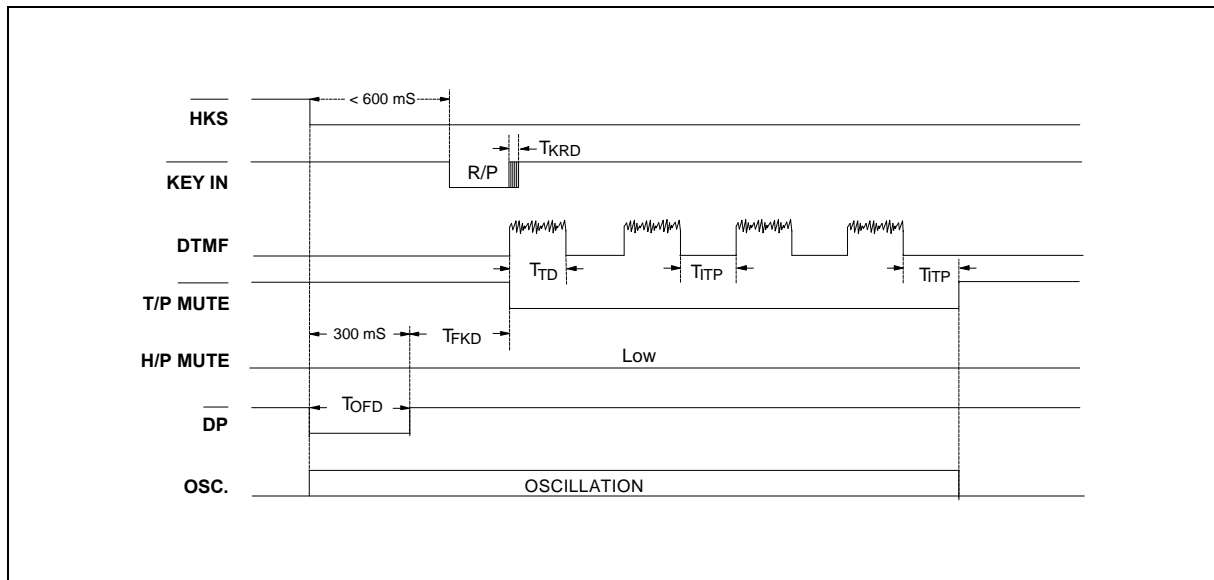 < 600 mS
HKS
TKRD
KEY IN
R/P
DTMF
TTD
TITP
TITP
T/P MUTE
300 mS
TFKD
H/P MUTE
Low
TOFD
DP
OSC.
OSCILLATION